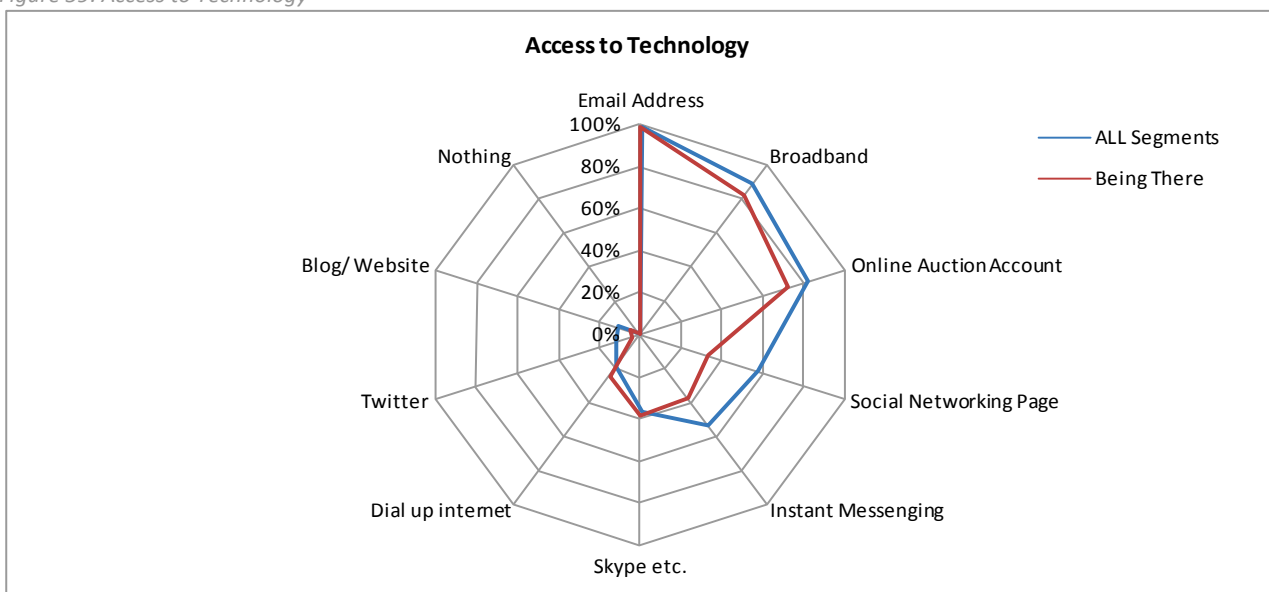 Figure 39: Access to Technology
Access to Technology
Email Address
100%
80%
60%
40%
20%
0%
Broadband
Online Auction Account
Social Networking Page
Instant Messenging
Skype etc.
Dial up internet
Twitter
Blog/ Website
Nothing
ALL Segments
Being There